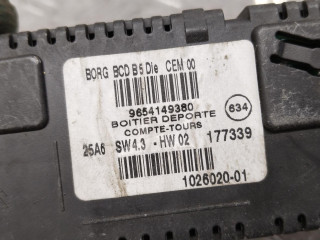 BORG BCD B5 Die CEM 00
9654149380
BOITIER DEPORTE
COMPTE-TOURS
634
25A6 SW4.3 - HW 02 177339
1026020-01